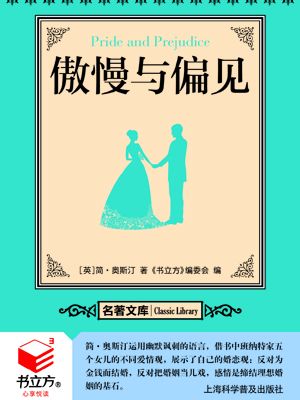 Pride and Prejudice
傲慢与偏见
[英]简·奥斯汀 著《书立方》编委会 编
名著文库 Classic Library
简·奥斯汀运用幽默讽刺的语言，借书中班纳特家五
个女儿的不同爱情观，展示了自己的婚恋观：反对为
金钱而结婚，反对把婚姻当儿戏，感情是缔结理想婚
姻的基石。
3
书立方
心享悦读
上海科学普及出版社